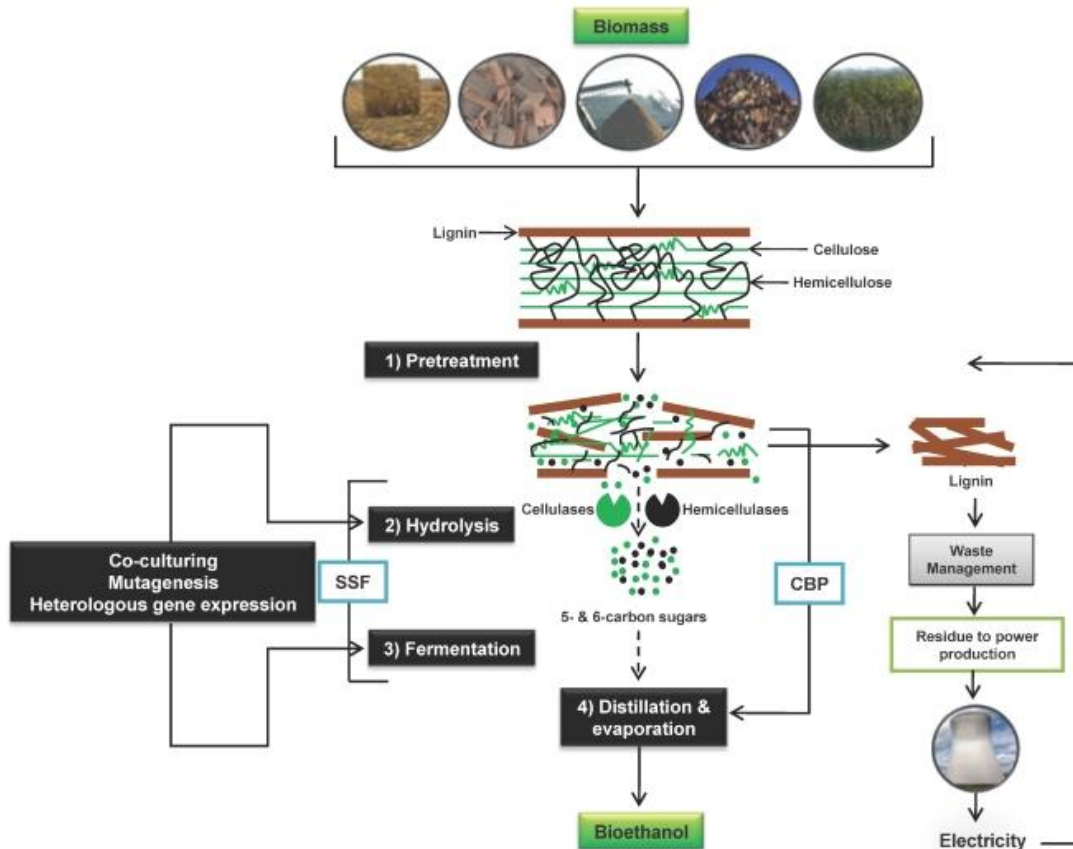 Biomass
Lignin
Cellulose
Hemicellulose
1) Pretreatment
Lignin
Cellulases
Hemicellulases
2) Hydrolysis
Co-culturing
Mutagenesis
Heterologous gene expression
SSF
CBP
Waste
Management
5- & 6-carbon sugars
3) Fermentation
Residue to power
production
4) Distillation &
evaporation
Bioethanol
Electricity